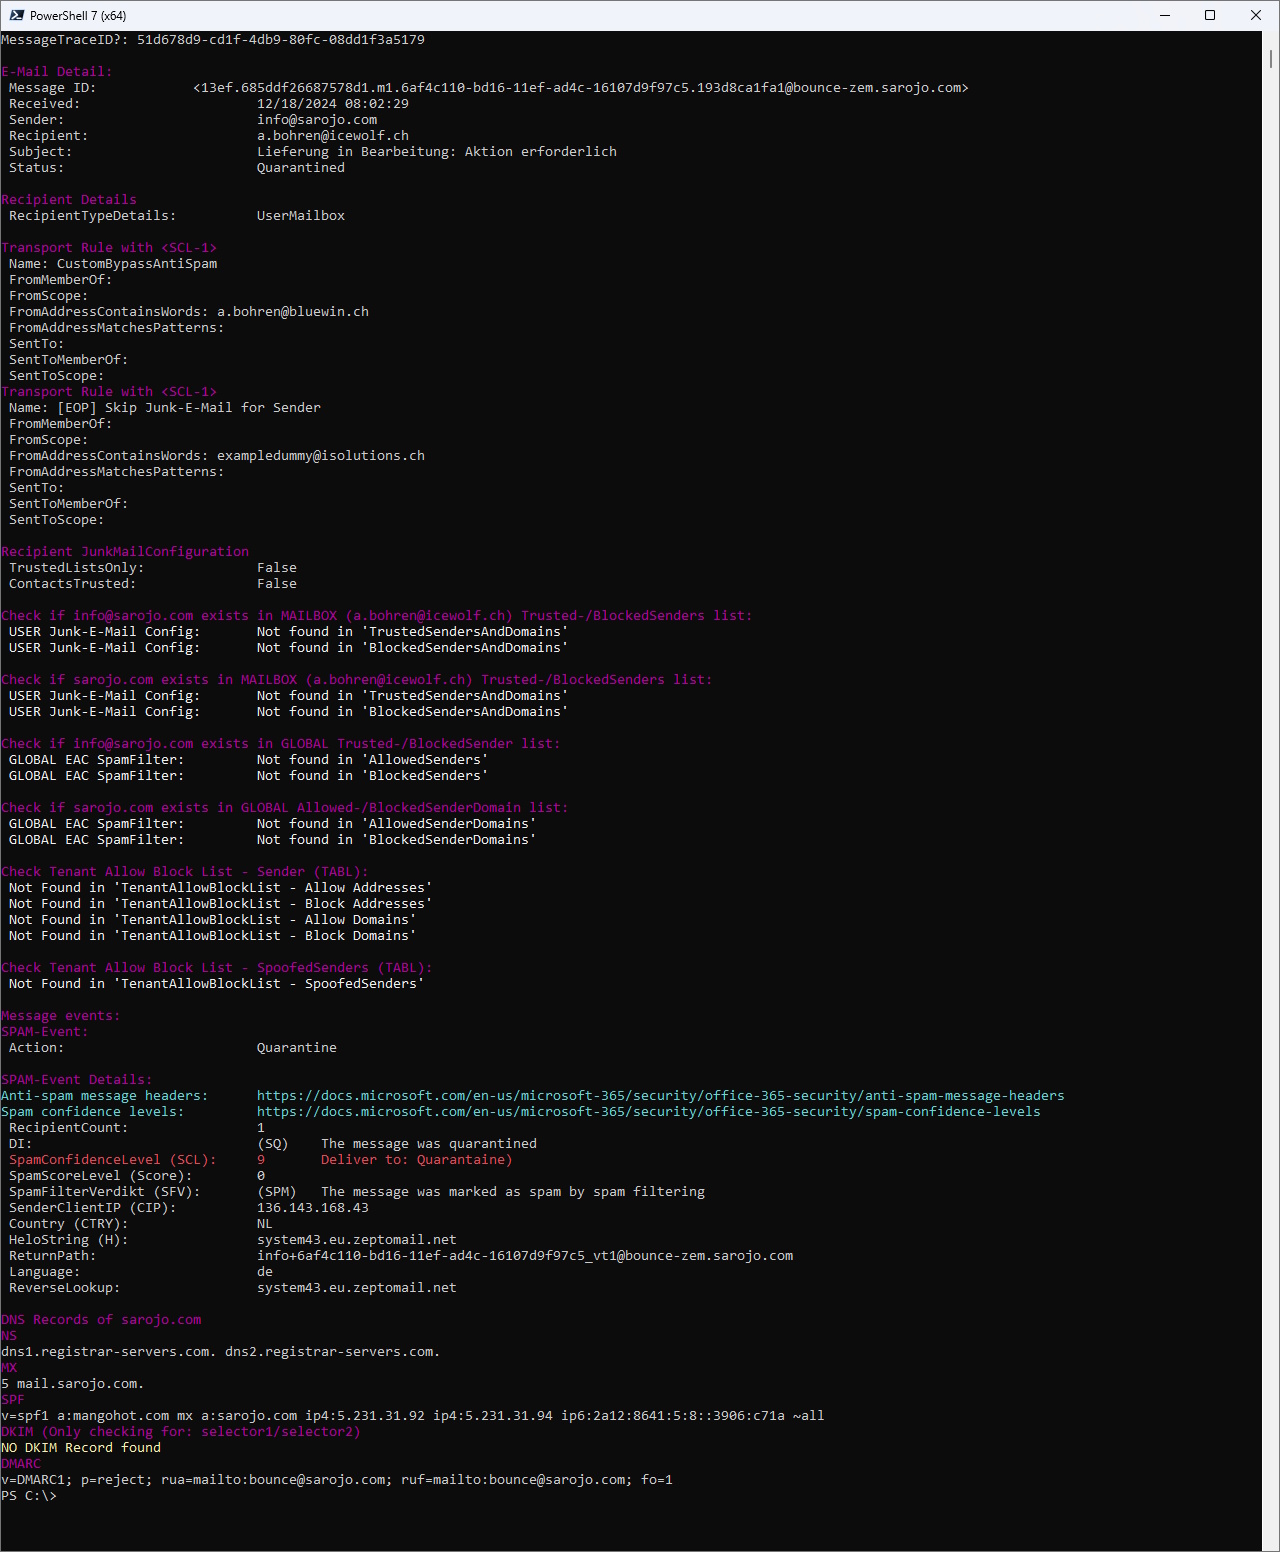 PowerShell 7 (x64)
MessageTraceID?: 51d678d9-cd1f-4db9-80fc-08dd1f3a5179
E-Mail Detail:
Message ID: <13ef.685ddf26687578d1.m1.6af4c110-bd16-11ef-ad4c-16107d9f97c5.193d8ca1fa1@bounce-zem.sarojo.com>
Received: 12/18/2024 08:02:29
Sender: info@sarojo.com
Recipient: a.bohren@icewolf.ch
Subject: Lieferung in Bearbeitung: Aktion erforderlich
Status: Quarantined
Recipient Details
RecipientTypeDetails: UserMailbox
Transport Rule with <SCL-1>
Name: CustomBypassAntiSpam
FromMemberOf:
FromScope:
FromAddressContainsWords: a.bohren@bluewin.ch
FromAddressMatchesPatterns:
SentTo:
SentToMemberOf:
SentToScope:
Transport Rule with <SCL-1>
Name: [EOP] Skip Junk-E-Mail for Sender
FromMemberOf:
FromScope:
FromAddressContainsWords: exampledummy@isolutions.ch
FromAddressMatchesPatterns:
SentTo:
SentToMemberOf:
SentToScope:
Recipient JunkMailConfiguration
TrustedListsOnly: False
ContactsTrusted: False
Check if info@sarojo.com exists in MAILBOX (a.bohren@icewolf.ch) Trusted-/BlockedSenders list:
USER Junk-E-Mail Config: Not found in 'TrustedSendersAndDomains'
USER Junk-E-Mail Config: Not found in 'BlockedSendersAndDomains'
Check if sarojo.com exists in MAILBOX (a.bohren@icewolf.ch) Trusted-/BlockedSenders list:
USER Junk-E-Mail Config: Not found in 'TrustedSendersAndDomains'
USER Junk-E-Mail Config: Not found in 'BlockedSendersAndDomains'
Check if info@sarojo.com exists in GLOBAL Trusted-/BlockedSender list:
GLOBAL EAC SpamFilter: Not found in 'AllowedSenders'
GLOBAL EAC SpamFilter: Not found in 'BlockedSenders'
Check if sarojo.com exists in GLOBAL Allowed-/BlockedSenderDomain list:
GLOBAL EAC SpamFilter: Not found in 'AllowedSenderDomains'
GLOBAL EAC SpamFilter: Not found in 'BlockedSenderDomains'
Check Tenant Allow Block List - Sender (TABL):
Not Found in 'TenantAllowBlockList - Allow Addresses'
Not Found in 'TenantAllowBlockList - Block Addresses'
Not Found in 'TenantAllowBlockList - Allow Domains'
Not Found in 'TenantAllowBlockList - Block Domains'
Check Tenant Allow Block List - SpoofedSenders (TABL):
Not Found in 'TenantAllowBlockList - SpoofedSenders'
Message events:
SPAM-Event:
Action: Quarantine
SPAM-Event Details:
Anti-spam message headers: https://docs.microsoft.com/en-us/microsoft-365/security/office-365-security/anti-spam-message-headers
Spam confidence levels: https://docs.microsoft.com/en-us/microsoft-365/security/office-365-security/spam-confidence-levels
RecipientCount: 1
DI: (SQ) The message was quarantined
SpamConfidenceLevel (SCL): 9 Deliver to: Quarantaine)
SpamScoreLevel (Score): 0
SpamFilterVerdikt (SFV): (SPM) The message was marked as spam by spam filtering
SenderClientIP (CIP): 136.143.168.43
Country (CTRY): NL
HeloString (H): system43.eu.zeptomail.net
ReturnPath: info+6af4c110-bd16-11ef-ad4c-16107d9f97c5_vt1@bounce-zem.sarojo.com
Language: de
ReverseLookup: system43.eu.zeptomail.net
DNS Records of sarojo.com
NS
dns1.registrar-servers.com. dns2.registrar-servers.com.
MX
5 mail.sarojo.com.
SPF
v=spf1 a:mangohot.com mx a:sarojo.com ip4:5.231.31.92 ip4:5.231.31.94 ip6:2a12:8641:5:8::3906:c71a ~all
DKIM (Only checking for: selector1/selector2)
NO DKIM Record found
DMARC
v=DMARC1; p=reject; rua=mailto:bounce@sarojo.com; ruf=mailto:bounce@sarojo.com; fo=1
PS C:\>